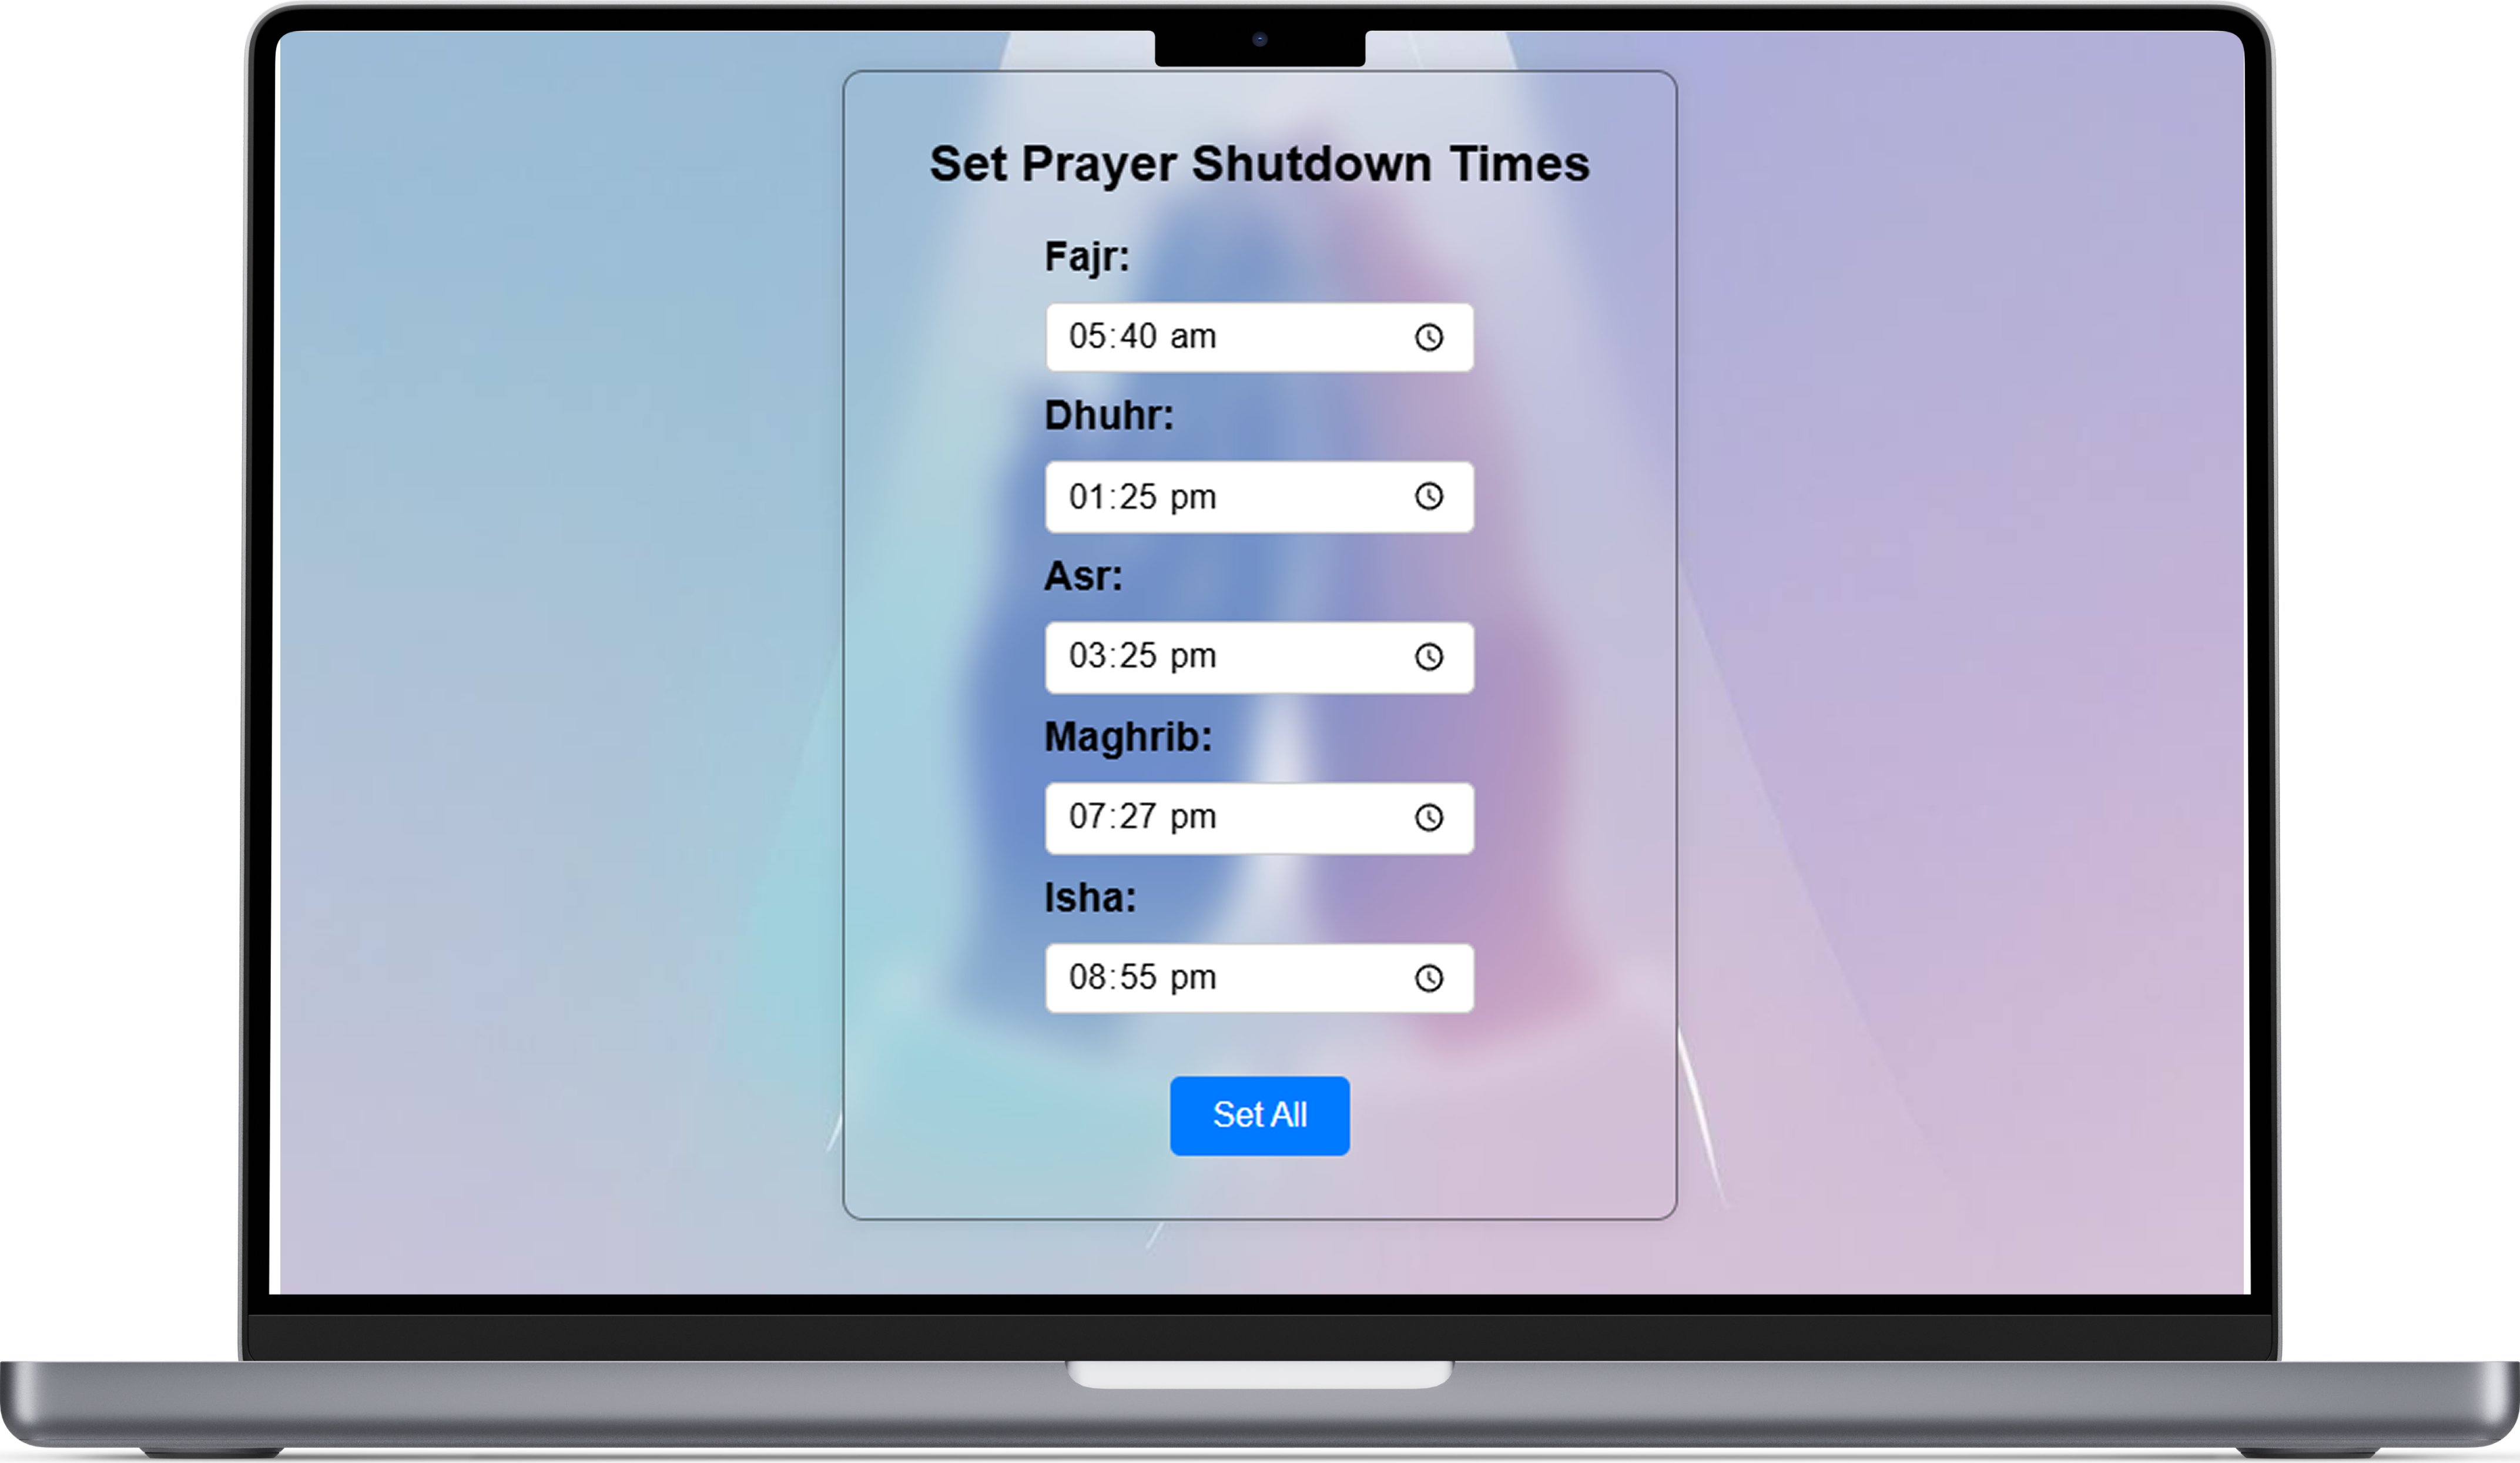 Set Prayer Shutdown Times
Fajr:
05:40 am
Dhuhr:
01:25 pm
Asr:
03:25 pm
Maghrib:
07:27 pm
Isha:
08:55 pm
Set All